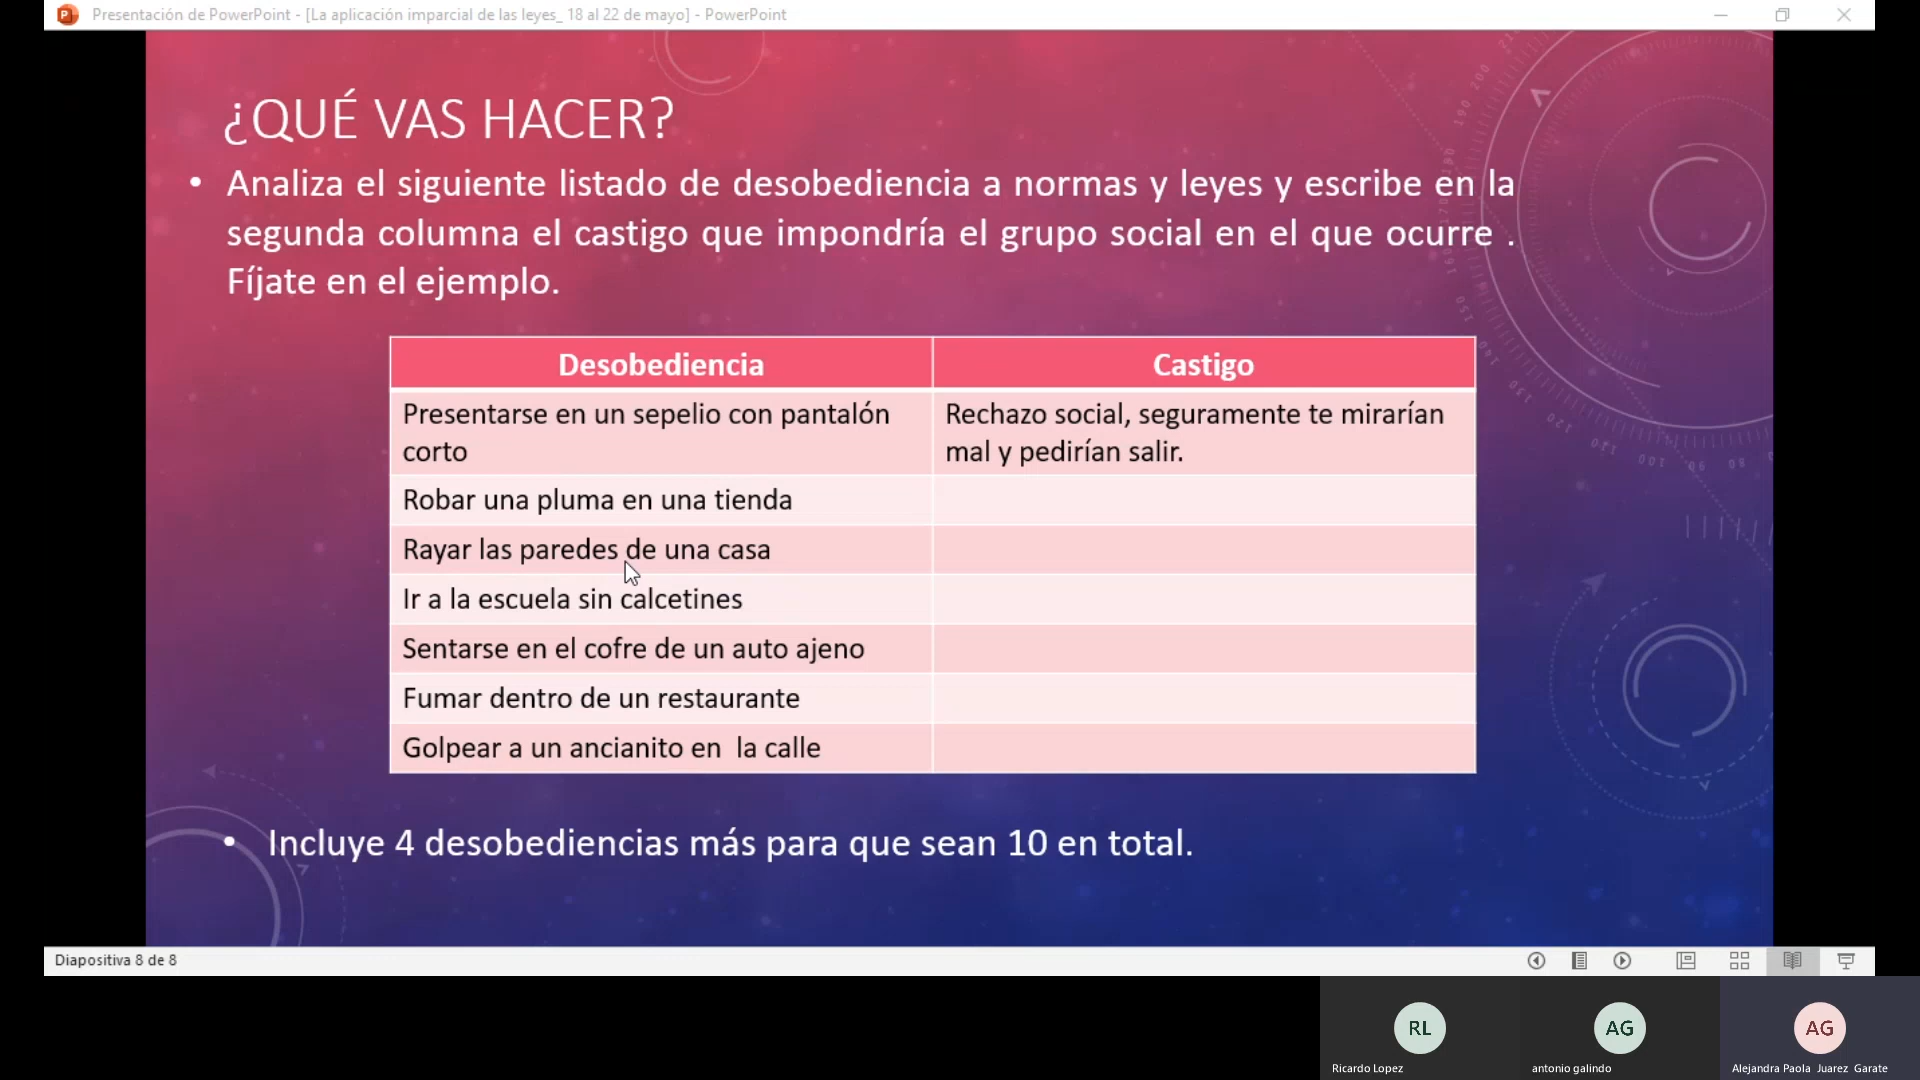 Presentación de PowerPoint - [La aplicación imparcial de las leyes_ 18 al 22 de mayo] - PowerPoint
¿QUÉ VAS HACER?
• Analiza el siguiente listado de desobediencia a normas y leyes y escribe en la
segunda columna el castigo que impondría el grupo social en el que ocurre .
Fíjate en el ejemplo.
Desobediencia
Castigo
Presentarse en un sepelio con pantalón
corto
Rechazo social, seguramente te mirarían
mal y pedirían salir.
Robar una pluma en una tienda
Rayar las paredes de una casa
Ir a la escuela sin calcetines
Sentarse en el cofre de un auto ajeno
Fumar dentro de un restaurante
Golpear a un ancianito en  la calle
• Incluye 4 desobediencias más para que sean 10 en total.
Diapositiva 8 de 8
RL
AG
AG
Ricardo Lopez
antonio galindo
Alejandra Paola Juarez Garate